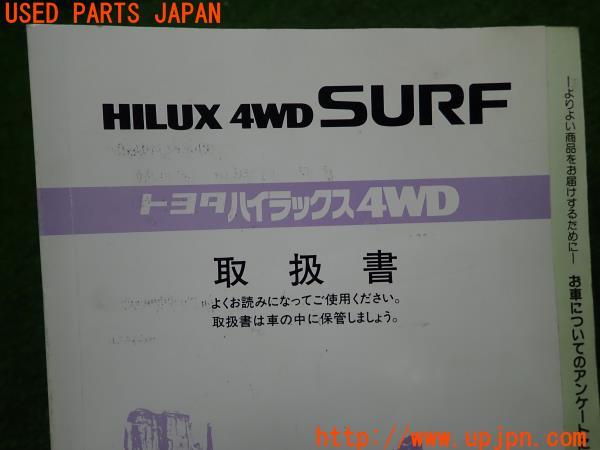 USED PARTS JAPAN
HILUX 4WD SURF
トヨタハイラックス4WD
取扱書
よくお読みになってご使用ください。
取扱書は車の中に保管しましょう。
―よりよい商品をお届けするために―
お車についてのアンケート
http://www.upjpn.com